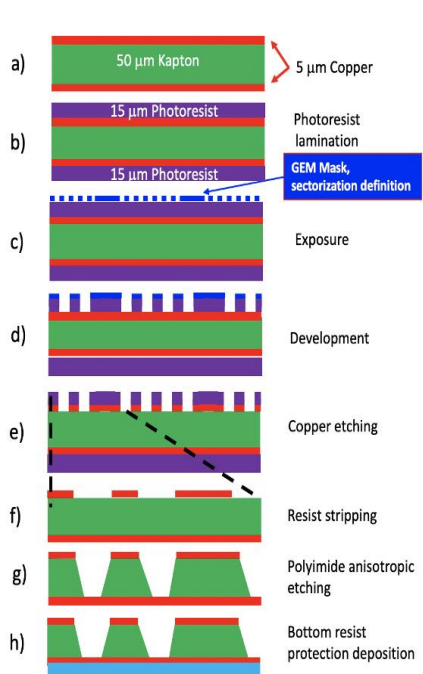 a)
50 µm Kapton
5 µm Copper
b)
15 µm Photoresist
15 µm Photoresist
Photoresist
lamination
GEM Mask,
sectorization definition
c)
Exposure
d)
Development
e)
Copper etching
f)
Resist stripping
g)
Polyimide anisotropic
etching
h)
Bottom resist
protection deposition